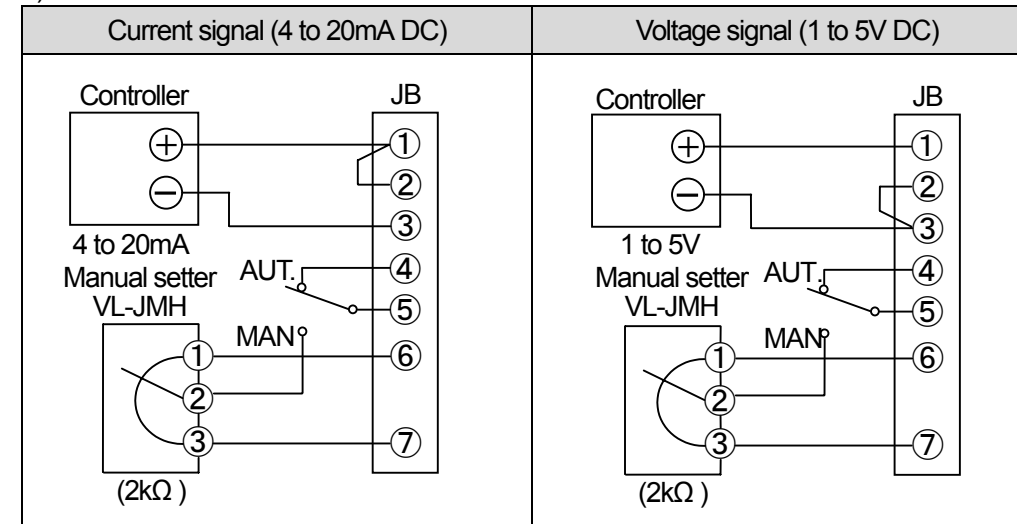 Current signal (4 to 20mA DC)
Voltage signal (1 to 5V DC)
Controller
JB
+
①
②
−
③
4 to 20mA
Manual setter
VL-JMH
AUT.
④
⑤
MAN
①
⑥
②
③
⑦
(2kΩ )
Controller
JB
+
①
−
②
③
1 to 5V
Manual setter
VL-JMH
AUT.
④
⑤
MAN
①
⑥
②
③
⑦
(2kΩ )